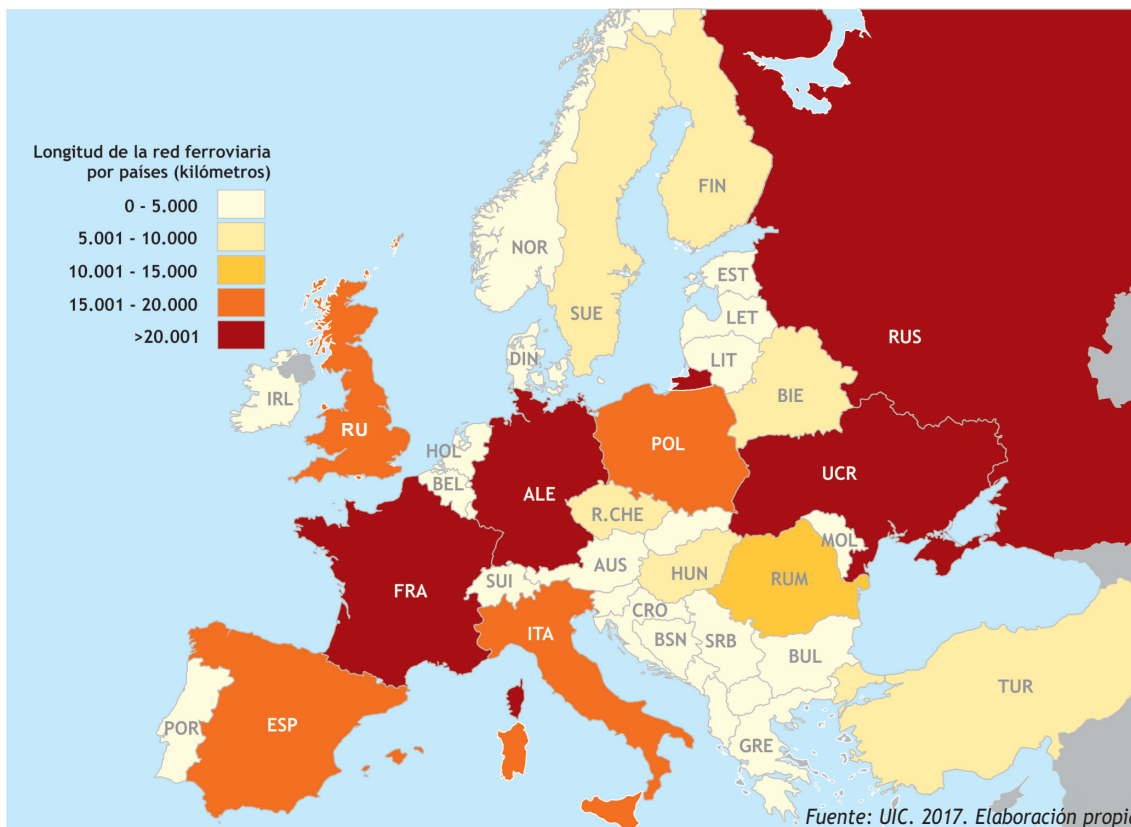 Longitud de la red ferroviaria
por países (kilómetros)
0 - 5.000
5.001 - 10.000
10.001 - 15.000
15.001 - 20.000
>20.001
NOR
FIN
SUE
EST
LET
LIT
RUS
DIN
BIE
IRL
RU
HOL
BEL
ALE
POL
UCR
R.CHE
MOL
AUS
HUN
RUM
SUI
FRA
ITA
CRO
BSN
SRB
BUL
TUR
POR
ESP
GRE
Fuente: UIC. 2017. Elaboración propia